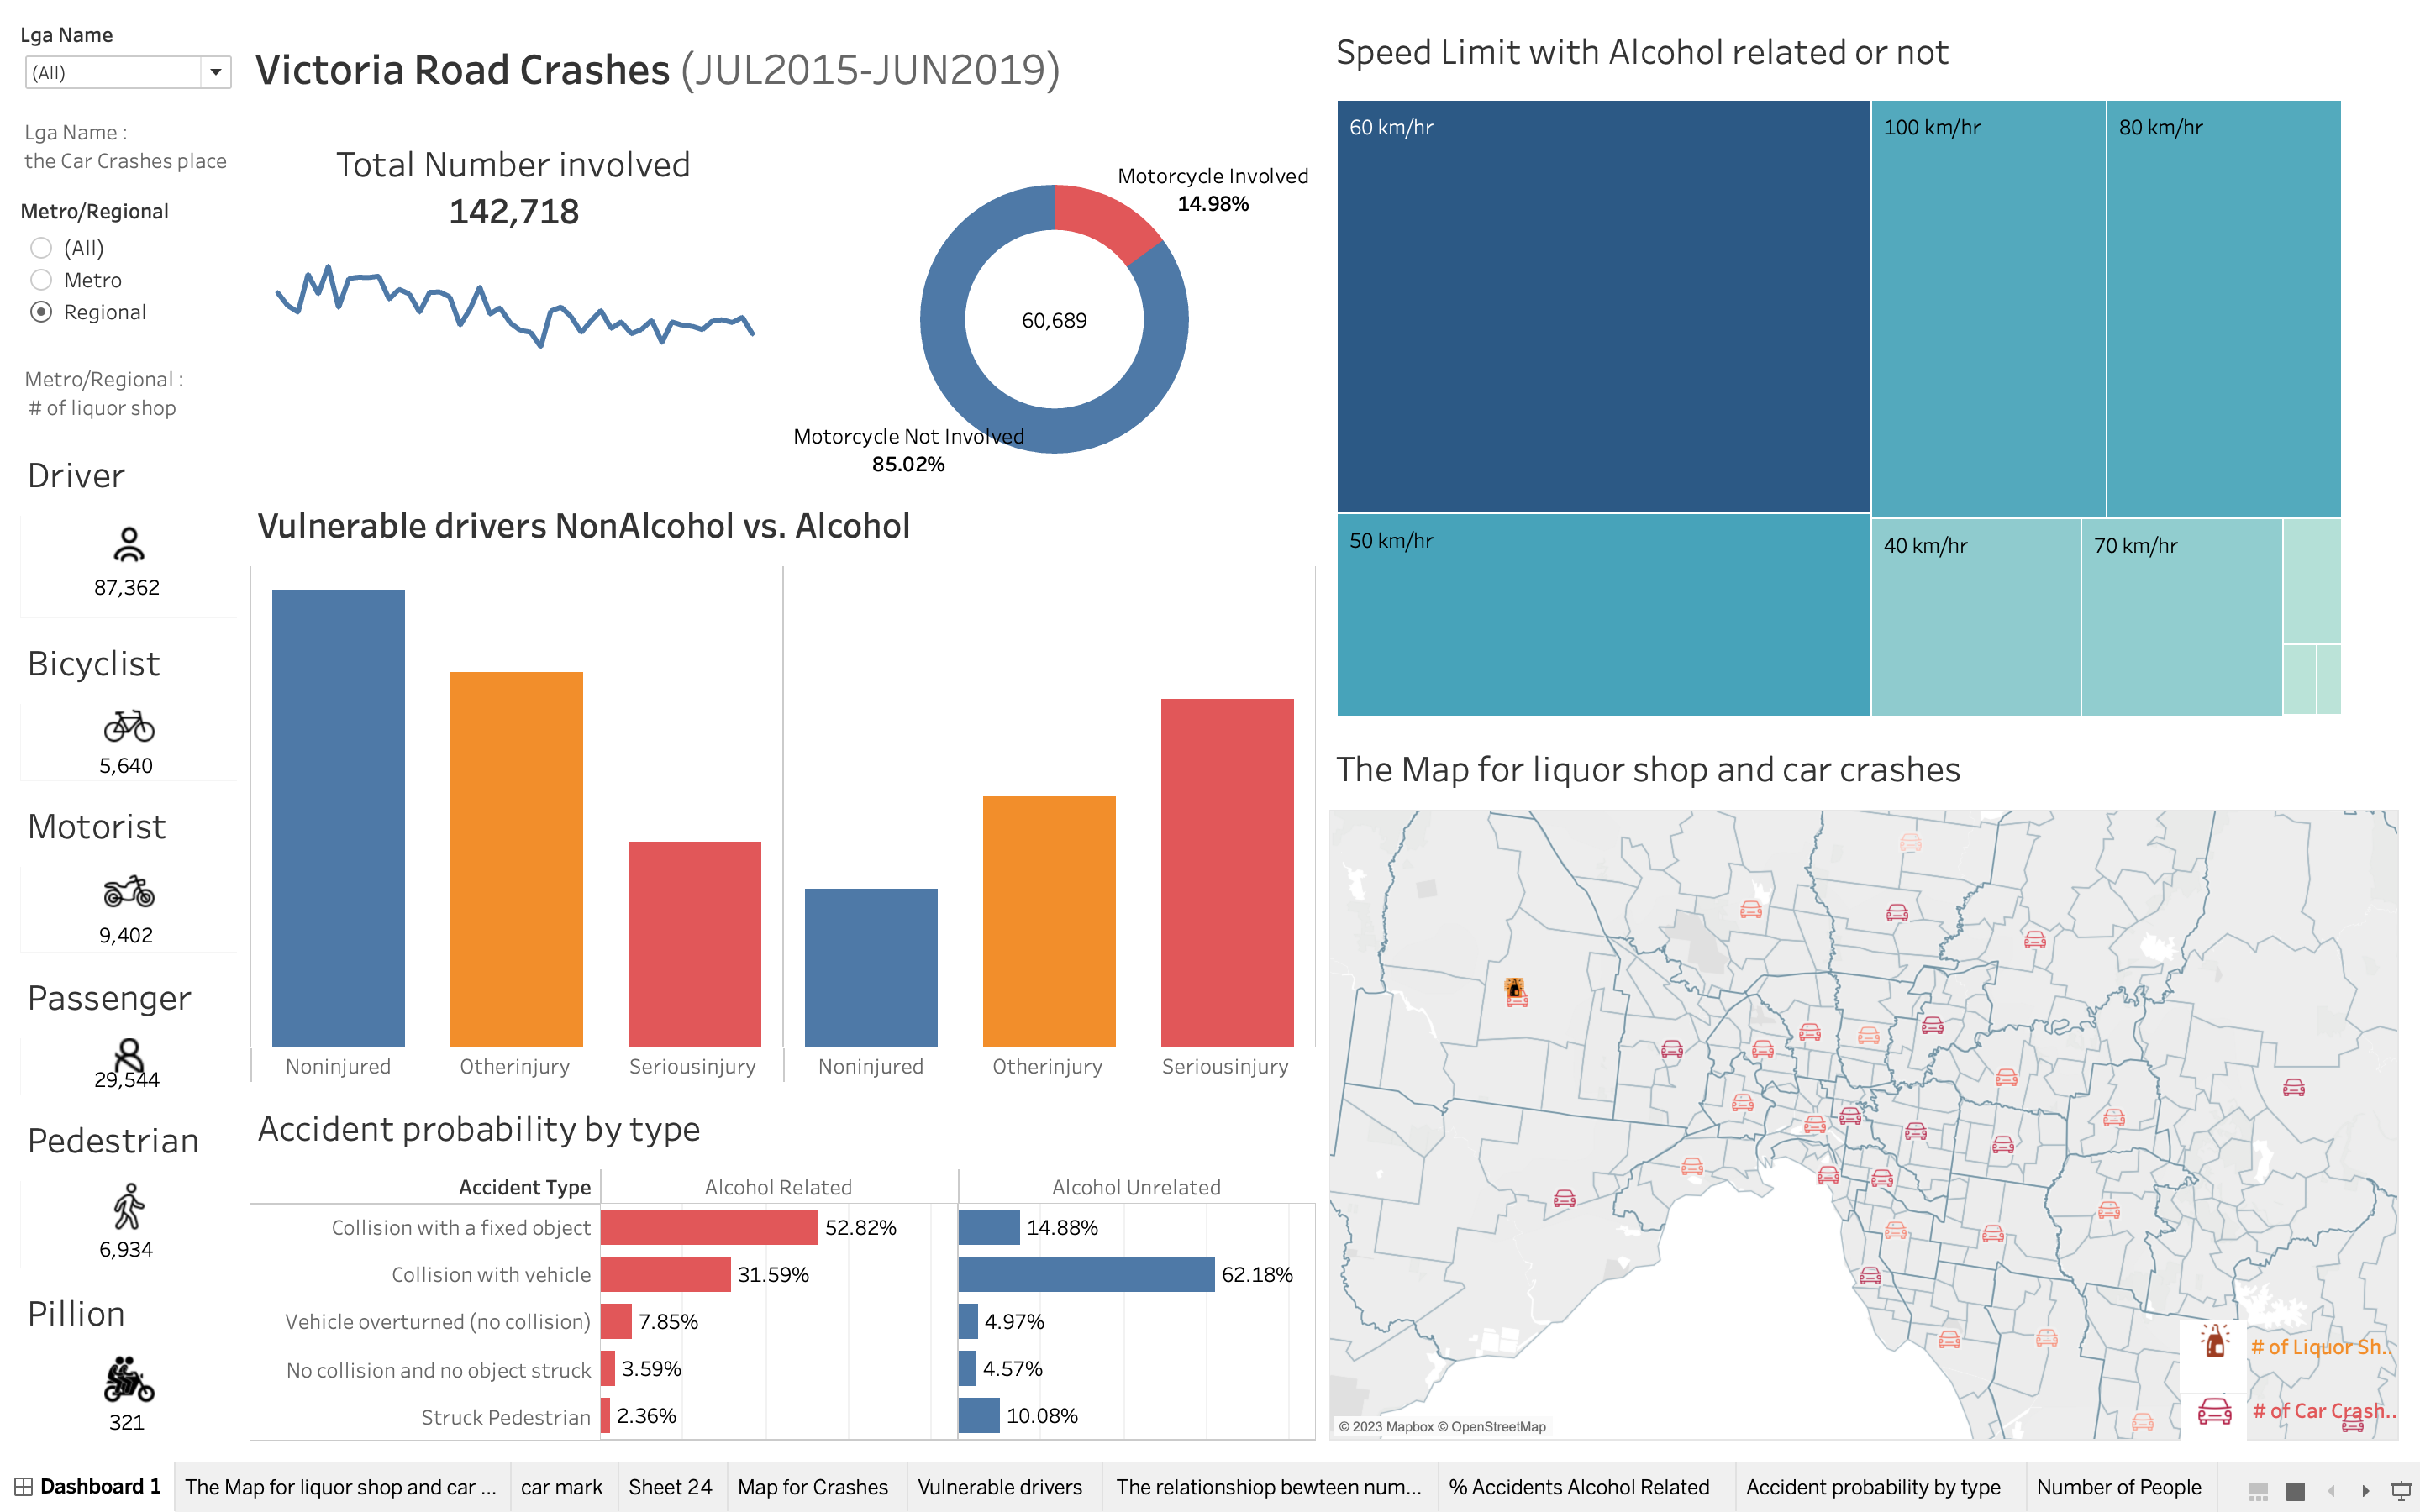 Lga Name
(All)
Lga Name :
the Car Crashes place
Metro/Regional
(All)
Metro
Regional
Metro/Regional :
# of liquor shop
Driver
87,362
Bicyclist
5,640
Motorist
9,402
Passenger
29,544
Pedestrian
6,934
Pillion
321
Victoria Road Crashes (JUL2015-JUN2019)
Total Number involved
142,718
Motorcycle Involved
14.98%
60,689
Motorcycle Not Involved
85.02%
Vulnerable drivers NonAlcohol vs. Alcohol
Noninjured Otherinjury Seriousinjury Noninjured Otherinjury Seriousinjury
Accident probability by type
Accident Type Alcohol Related Alcohol Unrelated
Collision with a fixed object 52.82% 14.88%
Collision with vehicle 31.59% 62.18%
Vehicle overturned (no collision) 7.85% 4.97%
No collision and no object struck 3.59% 4.57%
Struck Pedestrian 2.36% 10.08%
Speed Limit with Alcohol related or not
60 km/hr 100 km/hr 80 km/hr
50 km/hr 40 km/hr 70 km/hr
The Map for liquor shop and car crashes
# of Liquor Sh..
# of Car Crash..
© 2023 Mapbox © OpenStreetMap
Dashboard 1 The Map for liquor shop and car ... car mark Sheet 24 Map for Crashes Vulnerable drivers The relationshiop bewteen num... % Accidents Alcohol Related Accident probability by type Number of People